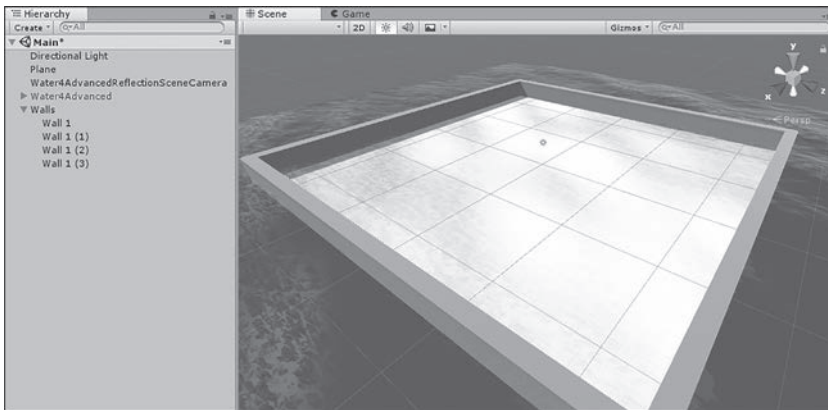 Hierarchy
Create
All
Main*
Directional Light
Plane
Water4AdvancedReflectionSceneCamera
Water4Advanced
Walls
Wall 1
Wall 1 (1)
Wall 1 (2)
Wall 1 (3)
Scene
Game
2D
Gizmos
All
y
x
z
Persp